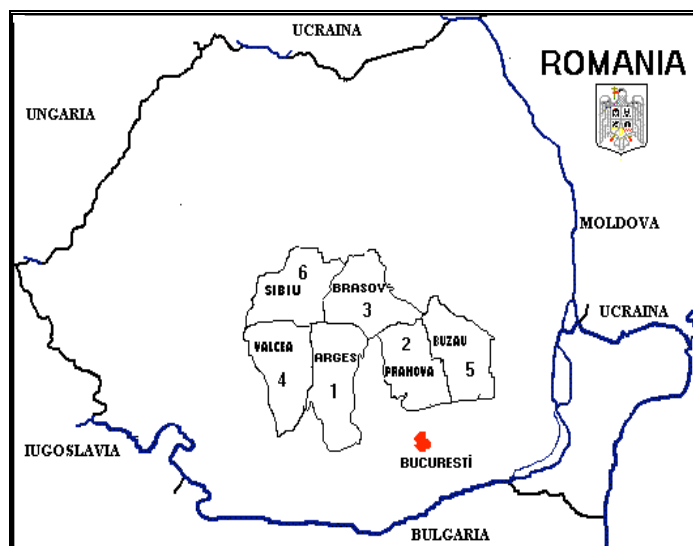 UCRAINA
ROMANIA
UNGARIA
MOLDOVA
6
SIBIU
BRASOV
3
UCRAINA
VALCEA
4
ARGES
1
2
PRAHOVA
BUZAU
5
IUGOSLAVIA
BUCURESTİ
BULGARIA